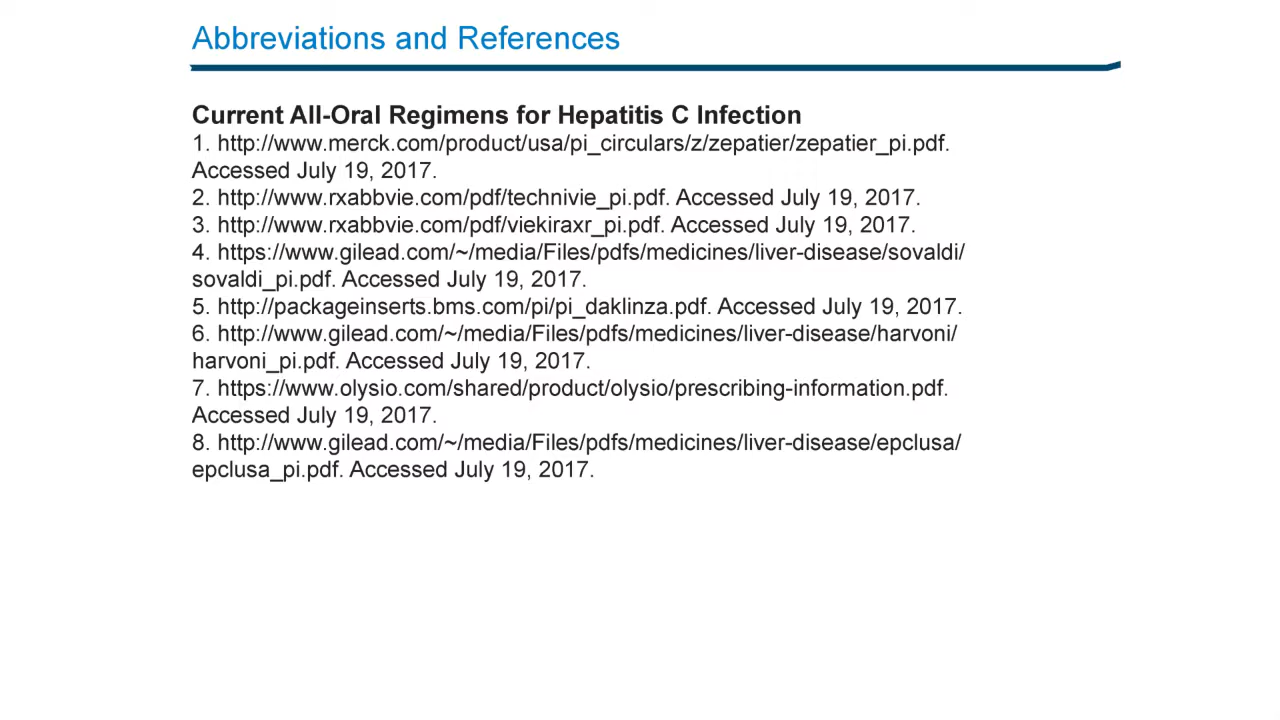 Abbreviations and References
Current All-Oral Regimens for Hepatitis C Infection
1. http://www.merck.com/product/usa/pi_circulars/z/zepatier/zepatier_pi.pdf.
Accessed July 19, 2017.
2. http://www.rxabbvie.com/pdf/technivie_pi.pdf. Accessed July 19, 2017.
3. http://www.rxabbvie.com/pdf/viekiraxr_pi.pdf. Accessed July 19, 2017.
4. https://www.gilead.com/~/media/Files/pdfs/medicines/liver-disease/sovaldi/
sovaldi_pi.pdf. Accessed July 19, 2017.
5. http://packageinserts.bms.com/pi/pi_daklinza.pdf. Accessed July 19, 2017.
6. http://www.gilead.com/~/media/Files/pdfs/medicines/liver-disease/harvoni/
harvoni_pi.pdf. Accessed July 19, 2017.
7. https://www.olysio.com/shared/product/olysio/prescribing-information.pdf.
Accessed July 19, 2017.
8. http://www.gilead.com/~/media/Files/pdfs/medicines/liver-disease/epclusa/
epclusa_pi.pdf. Accessed July 19, 2017.